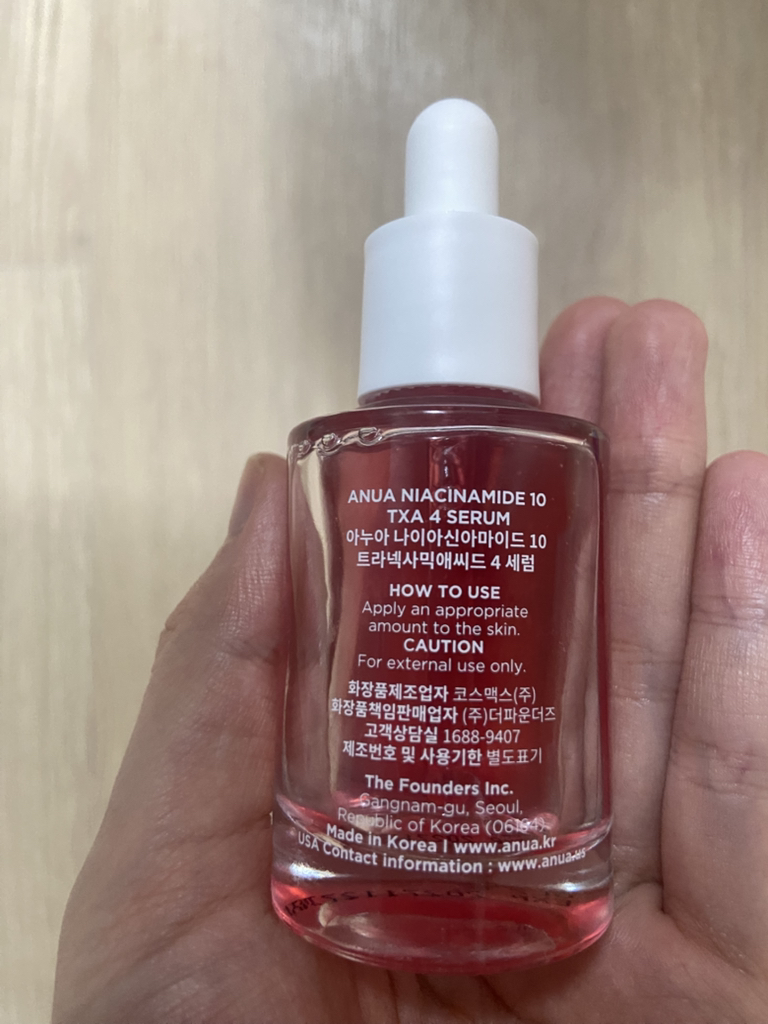 ANUA NIACINAMIDE 10
TXA 4 SERUM
아누아 나이아신아마이드 10
트라넥사믹애씨드 4 세럼
HOW TO USE
Apply an appropriate
amount to the skin.
CAUTION
For external use only.
화장품제조업자 코스맥스(주)
화장품책임판매업자 (주)더파운더즈
고객상담실 1688-9407
제조번호 및 사용기한 별도표기
The Founders Inc.
Gangnam-gu, Seoul,
Republic of Korea
Made in Korea I www.anua.kr
USA Contact information : www.anua.us